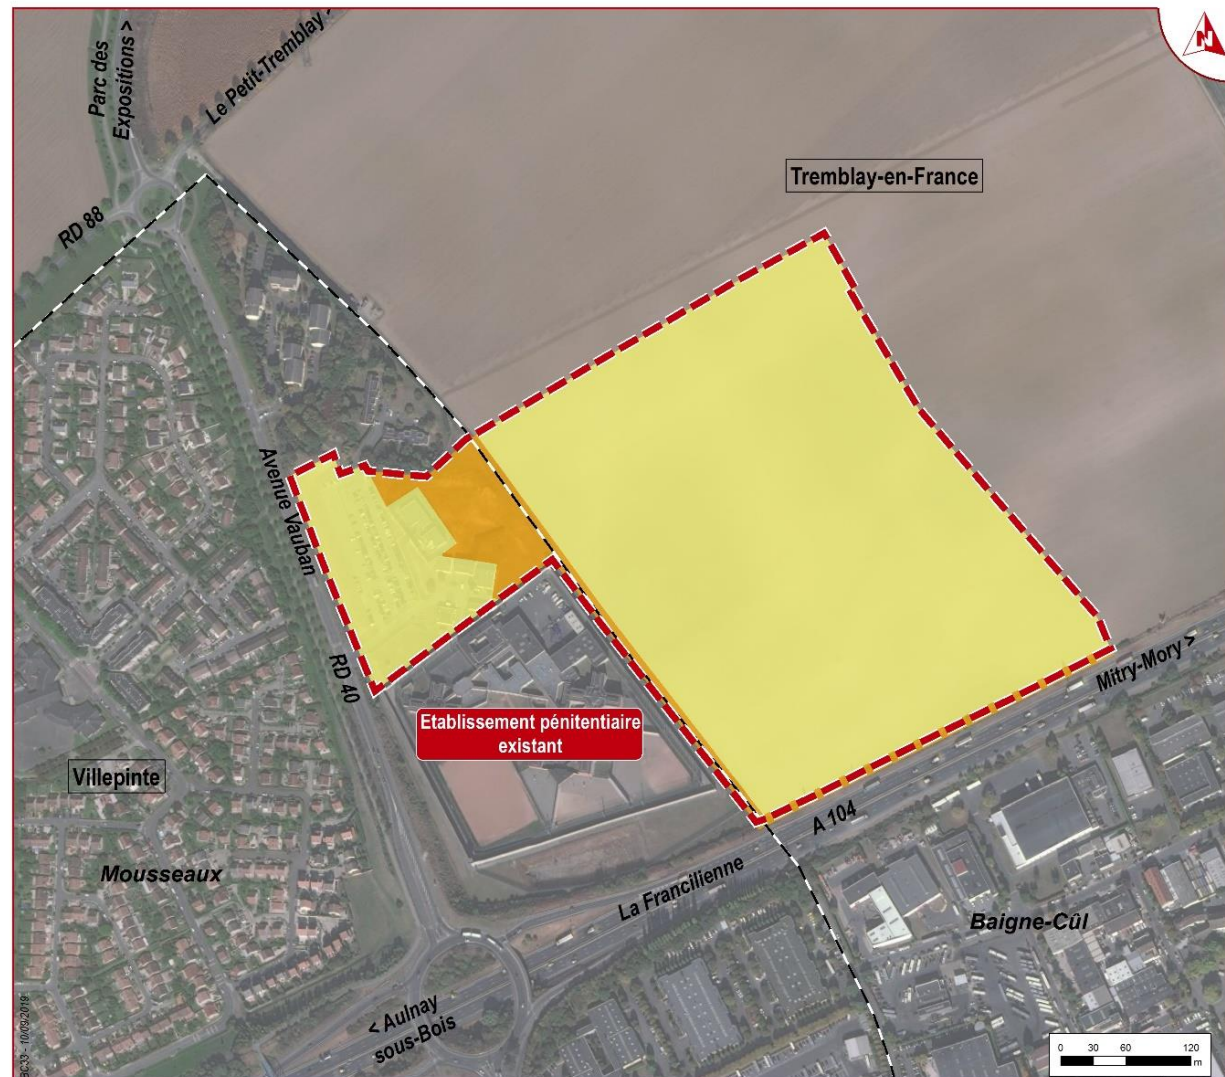 N
Parc des
Expositions >
Le Petit-Tremblay >
RD 88
Tremblay-en-France
Avenue Vauban
RD 40
Etablissement pénitentiaire
existant
Villepinte
Mousseaux
Mitry-Mory >
A 104
La Francilienne
Baigne-Cûl
< Aulnay
sous-Bois
0 30 60 120
m